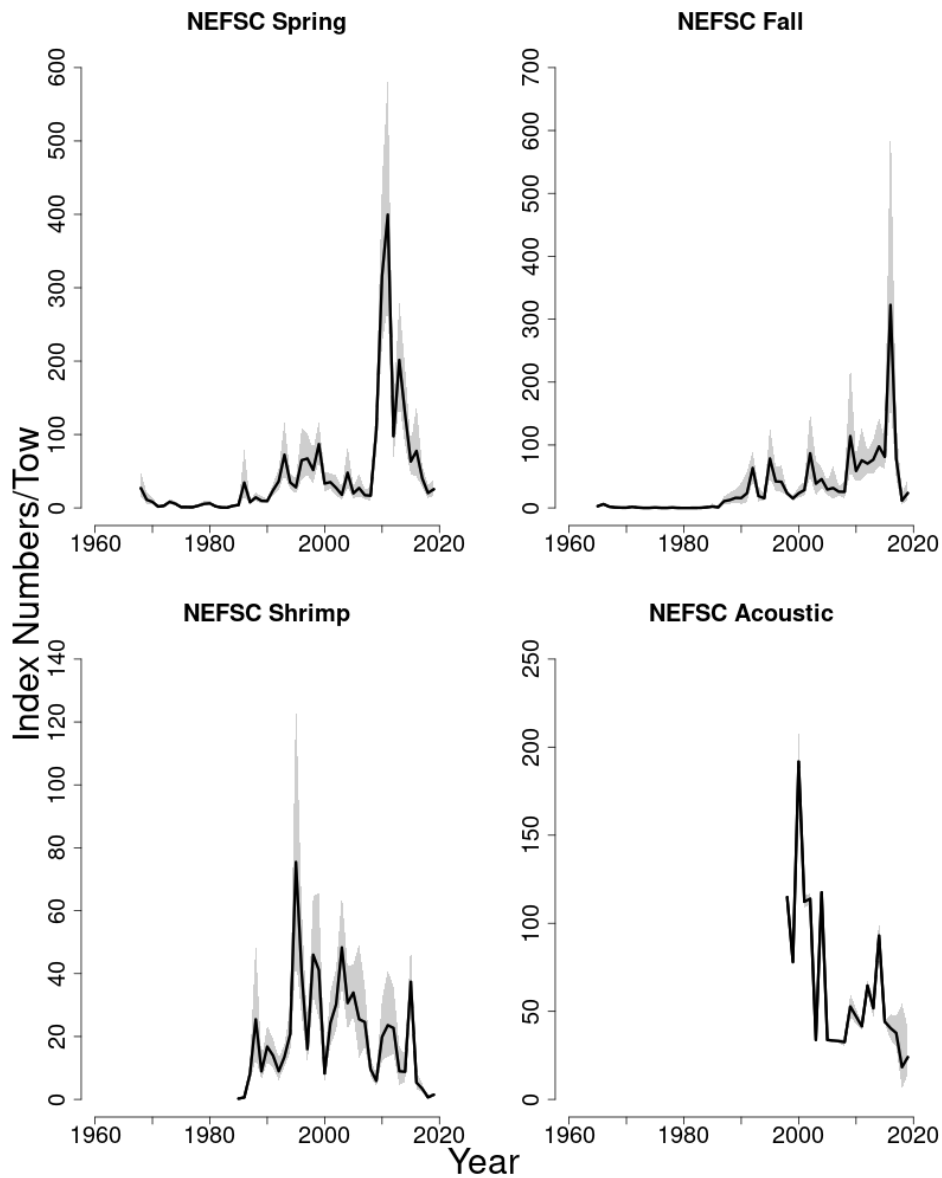 NEFSC Spring
600
500
400
300
200
100
0
1960 1980 2000 2020
NEFSC Fall
700
600
500
400
300
200
100
0
1960 1980 2000 2020
Index Numbers/Tow
NEFSC Shrimp
140
120
100
80
60
40
20
0
1960 1980 2000 2020
NEFSC Acoustic
250
200
150
100
50
0
1960 1980 2000 2020
Year